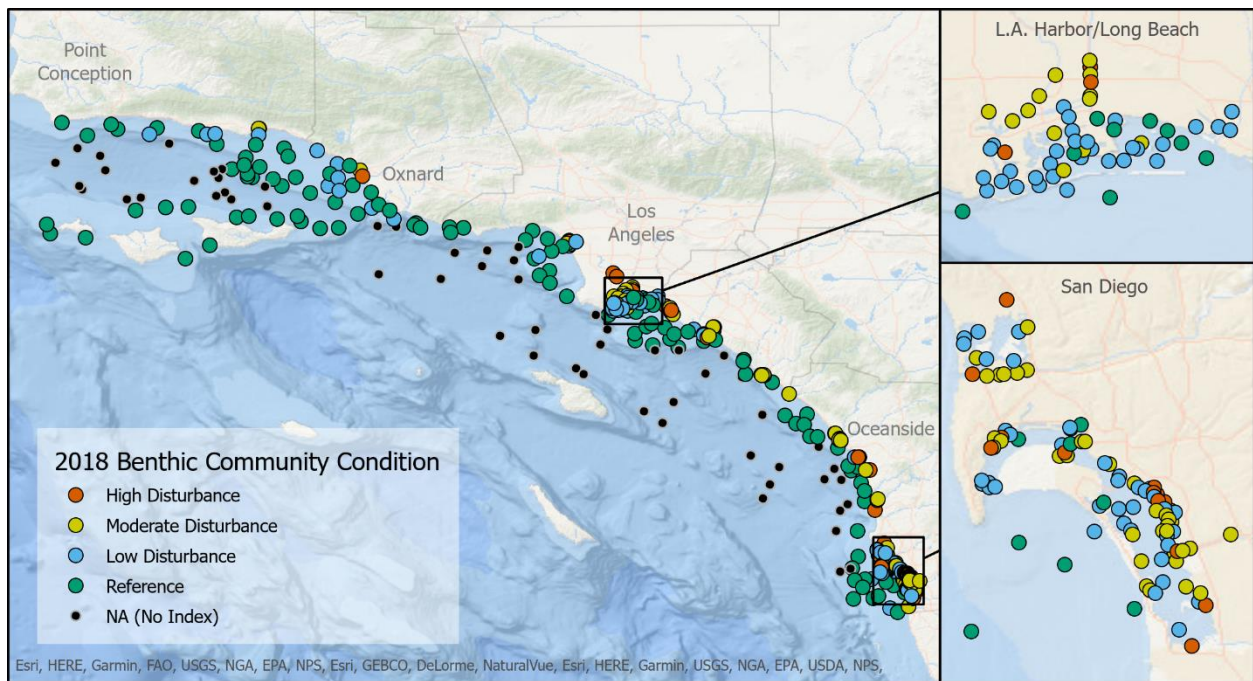 Point
Conception
Oxnard
Los
Angeles
Oceanside
L.A. Harbor/Long Beach
San Diego
2018 Benthic Community Condition
High Disturbance
Moderate Disturbance
Low Disturbance
Reference
NA (No Index)
Esri, HERE, Garmin, FAO, USGS, NGA, EPA, NPS, Esri, GEBCO, DeLorme, NaturalVue, Esri, HERE, Garmin, USGS, NGA, EPA, USDA, NPS,